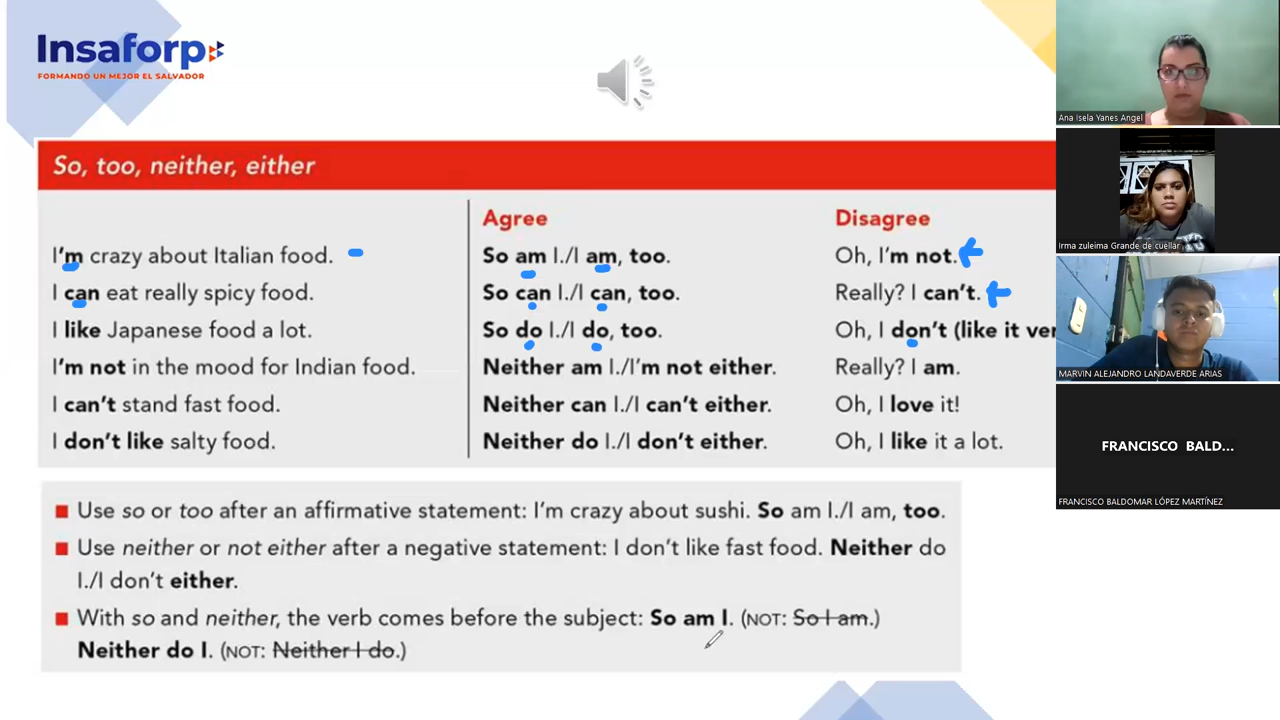 Insaforp
FORMANDO UN MEJOR EL SALVADOR
So, too, neither, either
Agree Disagree
I'm crazy about Italian food. So am I./I am, too. Oh, I'm not.
I can eat really spicy food. So can I./I can, too. Really? I can't.
I like Japanese food a lot. So do I./I do, too. Oh, I don't (like it ver
I'm not in the mood for Indian food. Neither am I./I'm not either. Really? I am.
I can't stand fast food. Neither can I./I can't either. Oh, I love it!
I don't like salty food. Neither do I./I don't either. Oh, I like it a lot.
■ Use so or too after an affirmative statement: I'm crazy about sushi. So am I./I am, too.
■ Use neither or not either after a negative statement: I don't like fast food. Neither do
I./I don't either.
■ With so and neither, the verb comes before the subject: So am I. (NOT: So I am.)
Neither do I. (NOT: Neither I do.)
Ana Isela Yanes Angel
Irma zuleima Grande de cuellar
MARVIN ALEJANDRO LANDAVERDE ARIAS
FRANCISCO BALD...
FRANCISCO BALDOMAR LÓPEZ MARTÍNEZ